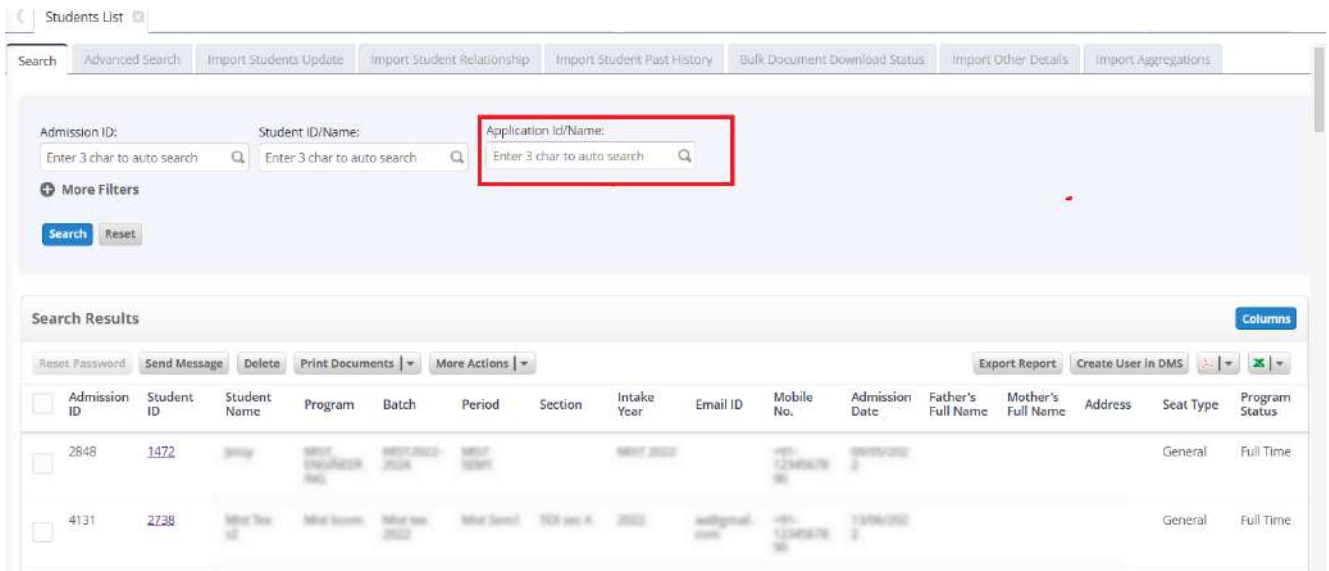 Students List
Search Advanced Search Import Students Update Import Student Relationship Import Student Past History Bulk Document Download Status Import Other Details Import Aggregations
Admission ID: Student ID/Name: Application Id/Name:
Enter 3 char to auto search Enter 3 char to auto search Enter 3 char to auto search
More Filters
Search Reset
Search Results Columns
Reset Password Send Message Delete Print Documents More Actions Export Report Create User in DMS
Admission ID Student ID Student Name Program Batch Period Section Intake Year Email ID Mobile No. Admission Date Father's Full Name Mother's Full Name Address Seat Type Program Status
2848 1472 General Full Time
4131 2738 General Full Time